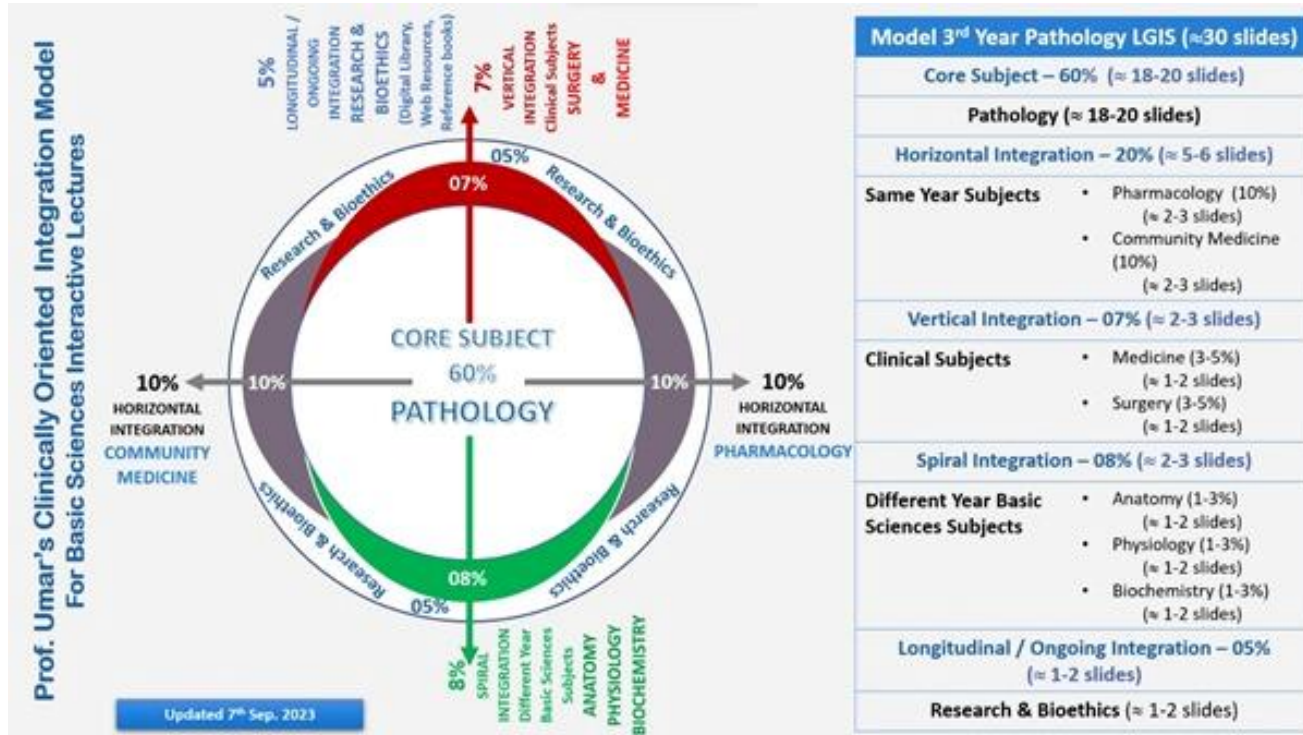 Prof. Umar's Clinically Oriented Integration Model
For Basic Sciences Interactive Lectures
5%
LONGITUDINAL /
ONGOING
INTEGRATION
RESEARCH &
BIOETHICS
(Digital Library,
Web Resources,
Reference books)
7%
VERTICAL
INTEGRATION
Clinical Subjects
SURGERY
&
MEDICINE
05%
07%
Research & Bioethics
Research & Bioethics
CORE SUBJECT
60%
PATHOLOGY
10%
HORIZONTAL
INTEGRATION
COMMUNITY
MEDICINE
10%
10%
10%
HORIZONTAL
INTEGRATION
PHARMACOLOGY
Research & Bioethics
Research & Bioethics
08%
05%
8%
SPIRAL
INTEGRATION
Different Year
Basic Sciences
Subjects
ANATOMY
PHYSIOLOGY
BIOCHEMISTRY
Updated 7th Sep. 2023
Model 3rd Year Pathology LGIS (≈30 slides)
Core Subject – 60% (≈ 18-20 slides)
Pathology (≈ 18-20 slides)
Horizontal Integration – 20% (≈ 5-6 slides)
Same Year Subjects
• Pharmacology (10%)
(≈ 2-3 slides)
• Community Medicine
(10%)
(≈ 2-3 slides)
Vertical Integration – 07% (≈ 2-3 slides)
Clinical Subjects
• Medicine (3-5%)
(≈ 1-2 slides)
• Surgery (3-5%)
(≈ 1-2 slides)
Spiral Integration – 08% (≈ 2-3 slides)
Different Year Basic
Sciences Subjects
• Anatomy (1-3%)
(≈ 1-2 slides)
• Physiology (1-3%)
(≈ 1-2 slides)
• Biochemistry (1-3%)
(≈ 1-2 slides)
Longitudinal / Ongoing Integration – 05%
(≈ 1-2 slides)
Research & Bioethics (≈ 1-2 slides)